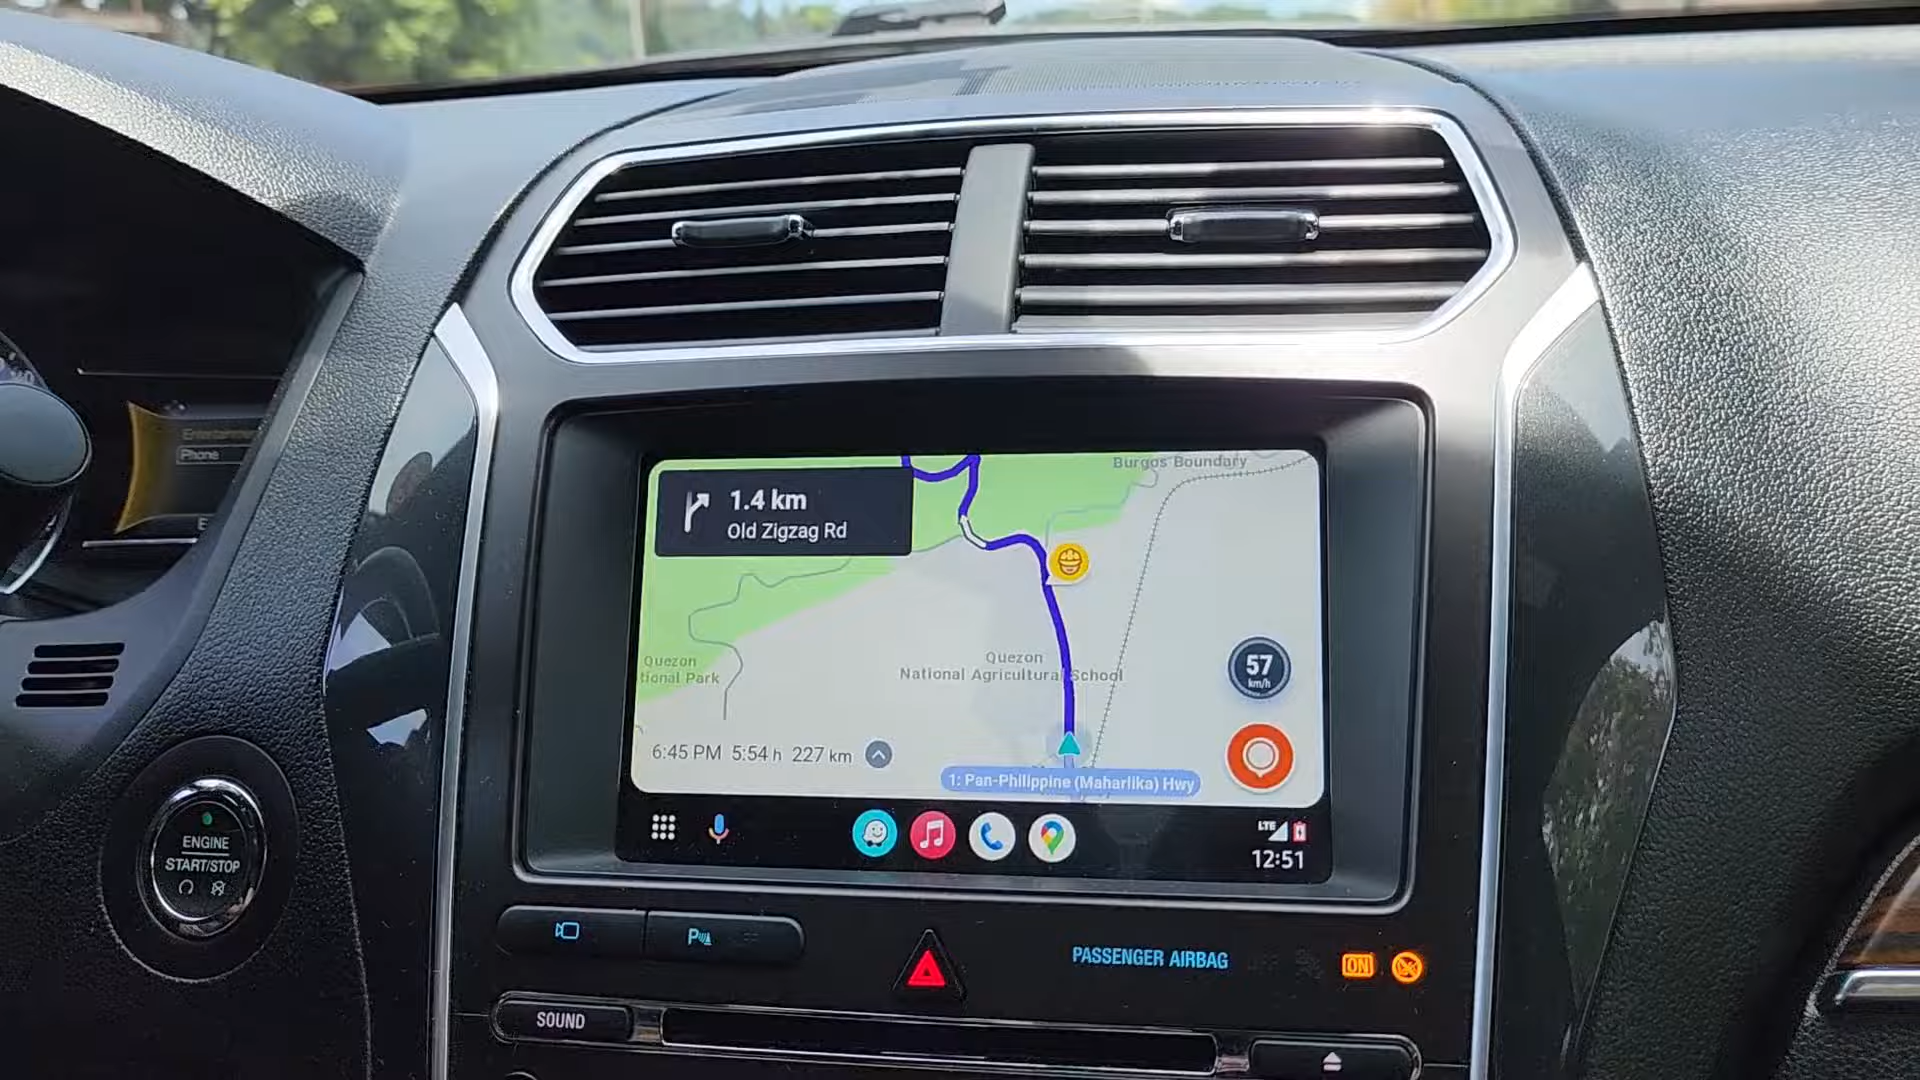 Burgos Boundary
1.4 km
Old Zigzag Rd
Phone
Quezon
National Agricultural School
Quezon
tional Park
57
km/h
6:45 PM 5:54 h 227 km
1: Pan-Philippine (Maharlika) Hwy
LTE
12:51
ENGINE
START/STOP
P
PASSENGER AIRBAG
ON
SOUND